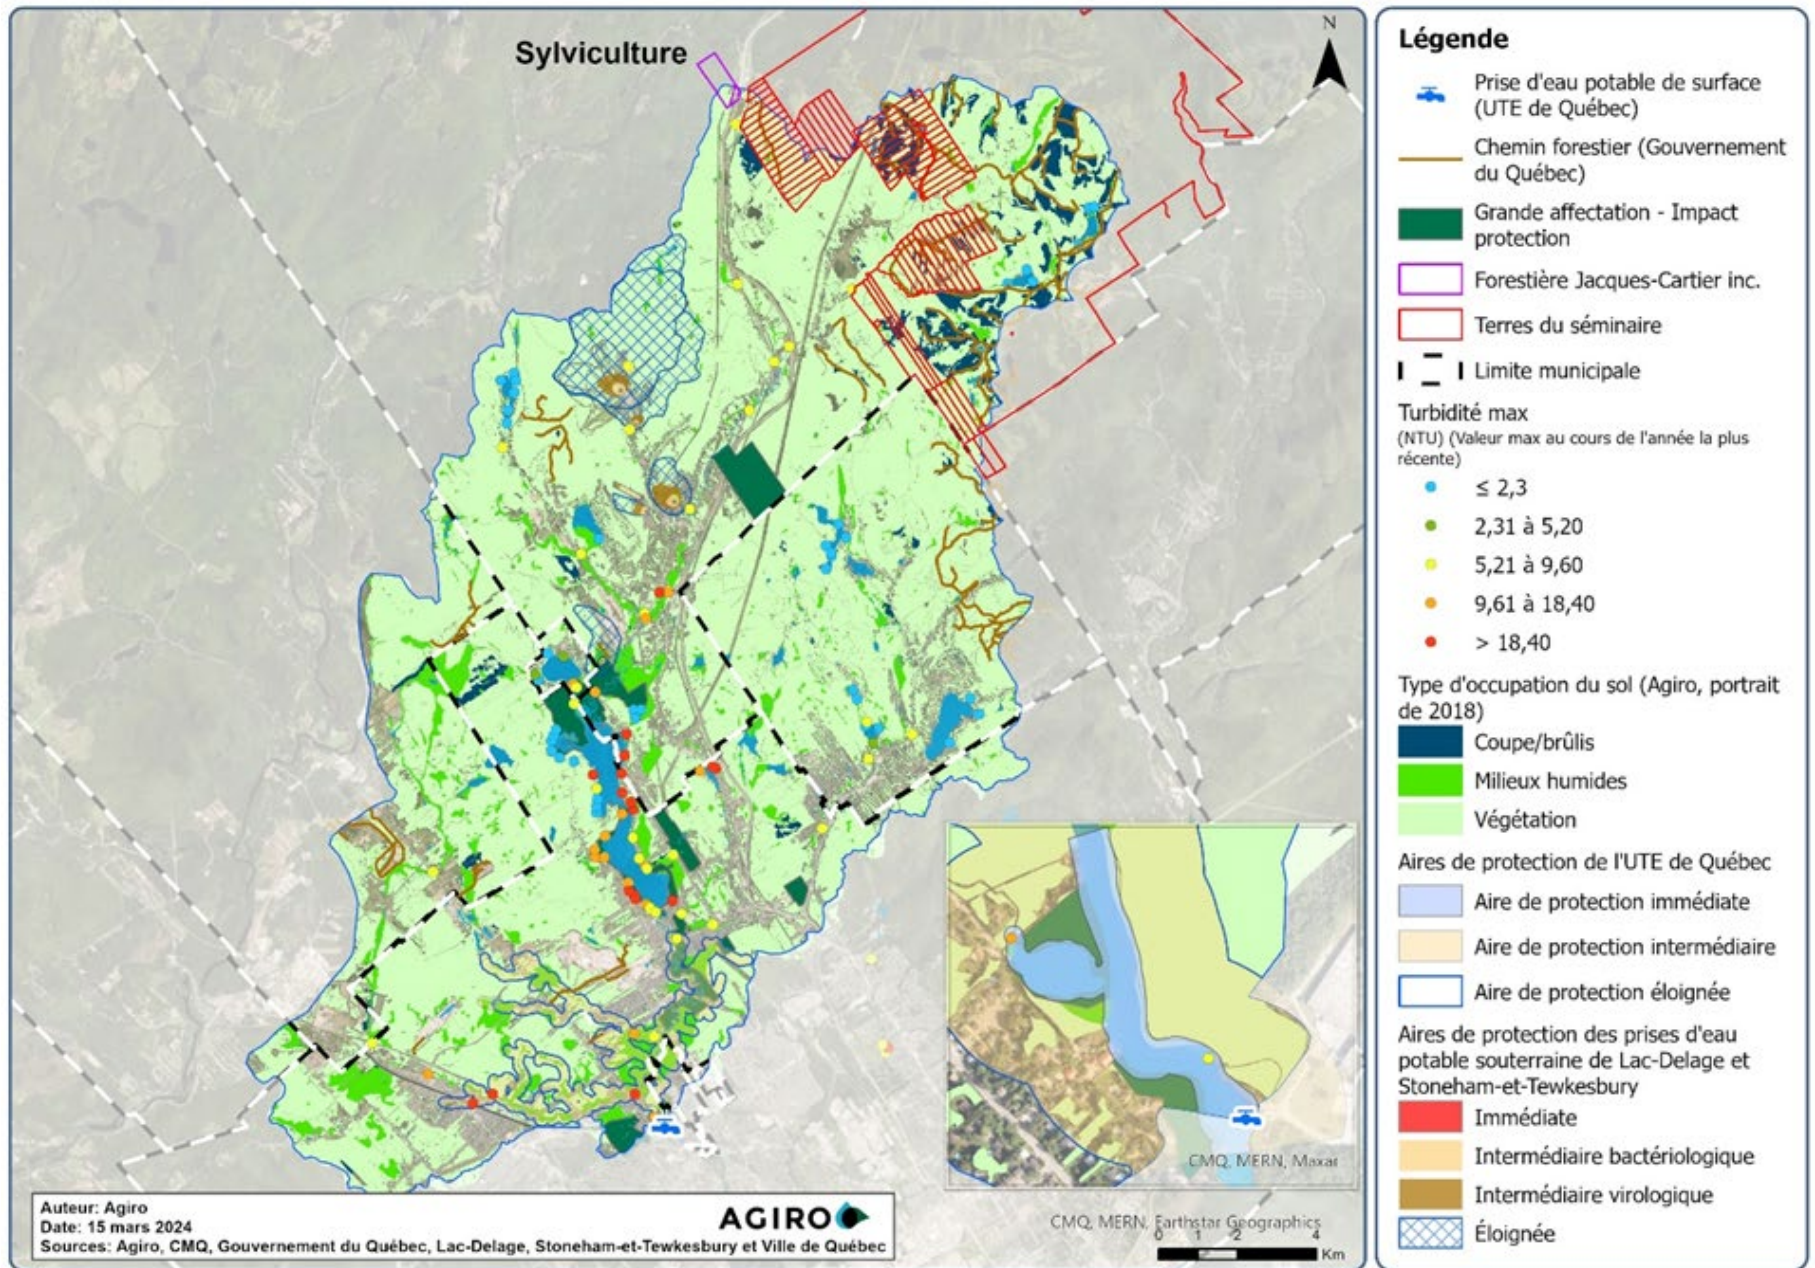 Sylviculture
N
CMQ, MERN, Maxar
CMQ, MERN, Earthstar Geographics
0 1 2 4
Km
Auteur: Agiro
Date: 15 mars 2024
Sources: Agiro, CMQ, Gouvernement du Québec, Lac-Delage, Stoneham-et-Tewkesbury et Ville de Québec
AGIRO
Légende
Prise d'eau potable de surface
(UTE de Québec)
Chemin forestier (Gouvernement
du Québec)
Grande affectation - Impact
protection
Forestière Jacques-Cartier inc.
Terres du séminaire
Limite municipale
Turbidité max
(NTU) (Valeur max au cours de l'année la plus
récente)
≤ 2,3
2,31 à 5,20
5,21 à 9,60
9,61 à 18,40
> 18,40
Type d'occupation du sol (Agiro, portrait
de 2018)
Coupe/brûlis
Milieux humides
Végétation
Aires de protection de l'UTE de Québec
Aire de protection immédiate
Aire de protection intermédiaire
Aire de protection éloignée
Aires de protection des prises d'eau
potable souterraine de Lac-Delage et
Stoneham-et-Tewkesbury
Immédiate
Intermédiaire bactériologique
Intermédiaire virologique
Éloignée